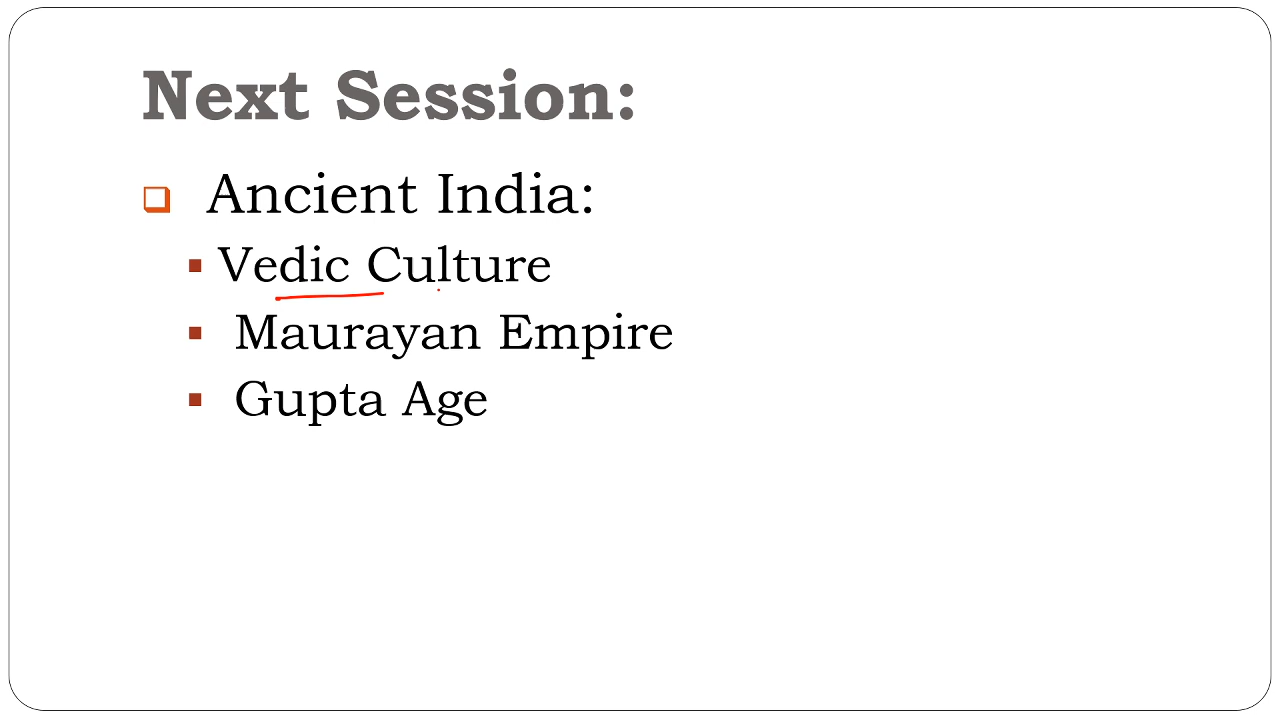 Next Session:
Ancient India:
Vedic Culture
Maurayan Empire
Gupta Age